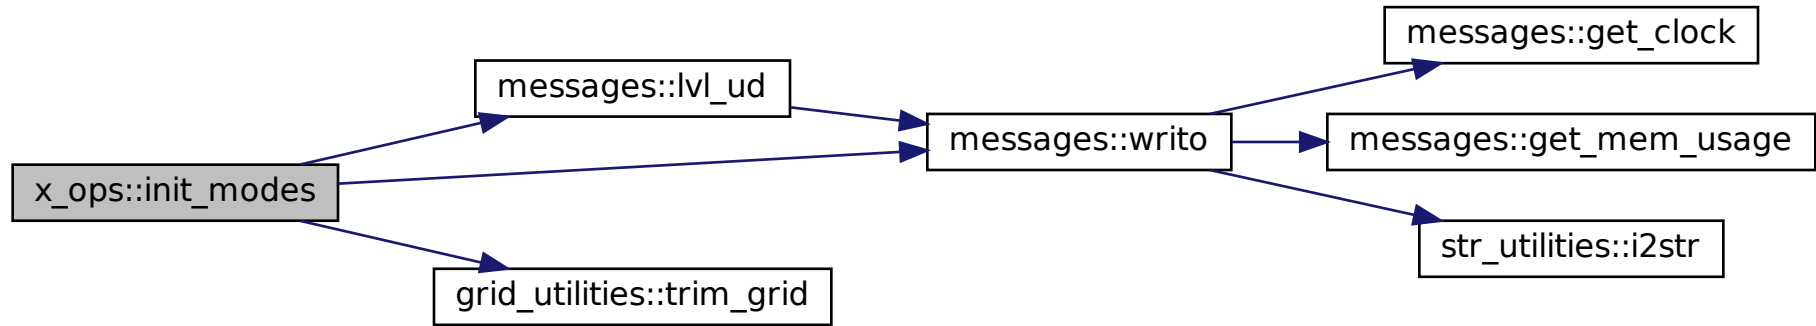 messages::get_clock
messages::lvl_ud
messages::writo
messages::get_mem_usage
x_ops::init_modes
str_utilities::i2str
grid_utilities::trim_grid